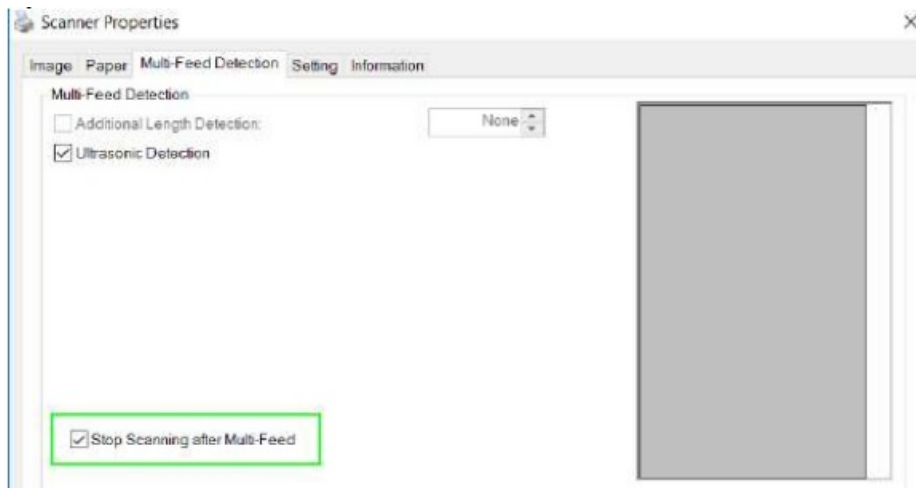 Scanner Properties
Image Paper Multi-Feed Detection Setting Information
Multi-Feed Detection
Additional Length Detection: None
Ultrasonic Detection
Stop Scanning after Multi-Feed